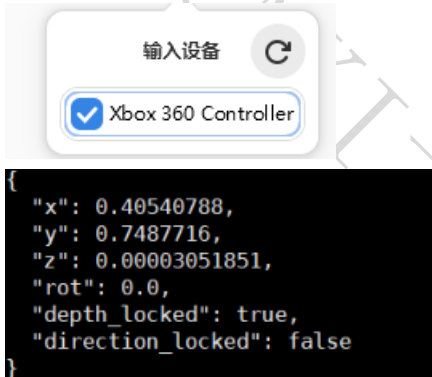 输入设备
Xbox 360 Controller
{
"x": 0.40540788,
"y": 0.7487716,
"z": 0.00003051851,
"rot": 0.0,
"depth_locked": true,
"direction_locked": false
}